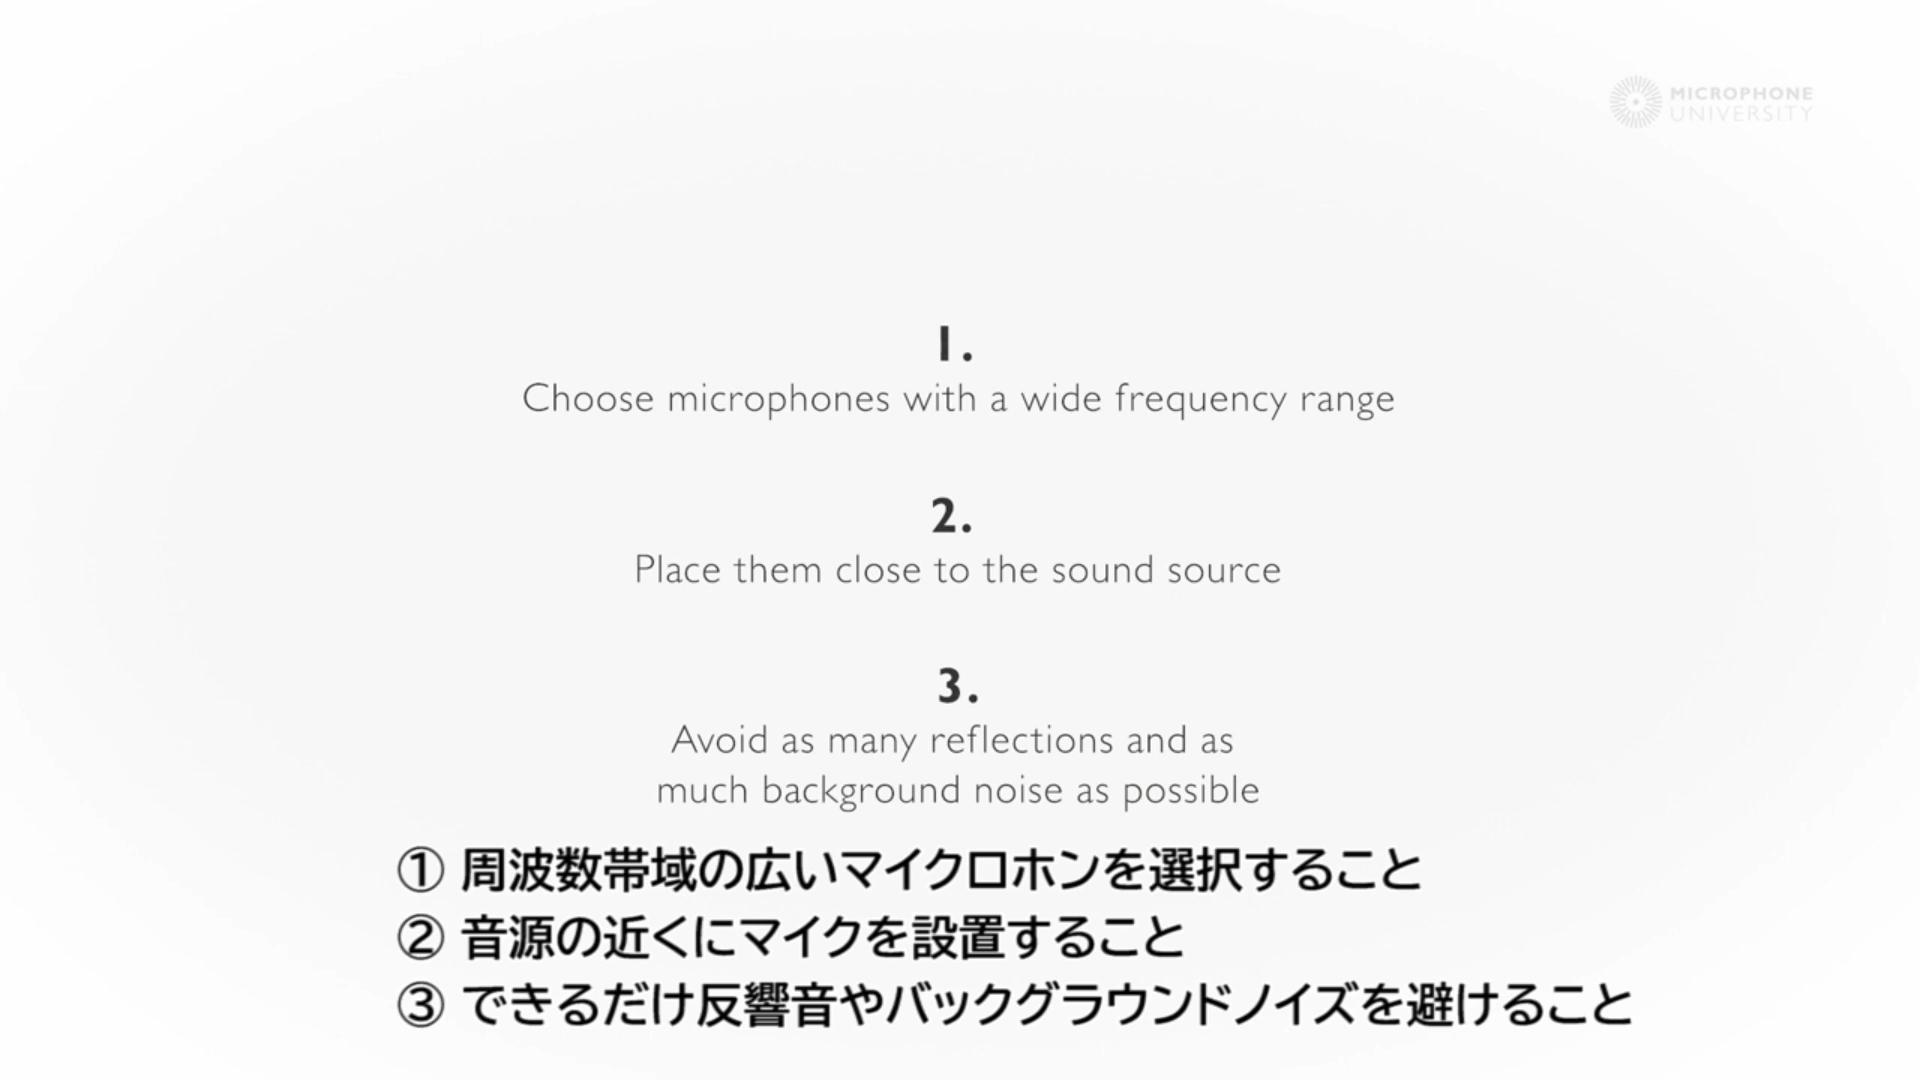 MICROPHONE
UNIVERSITY
1.
Choose microphones with a wide frequency range
2.
Place them close to the sound source
3.
Avoid as many reflections and as
much background noise as possible
① 周波数帯域の広いマイクロホンを選択すること
② 音源の近くにマイクを設置すること
③ できるだけ反響音やバックグラウンドノイズを避けること